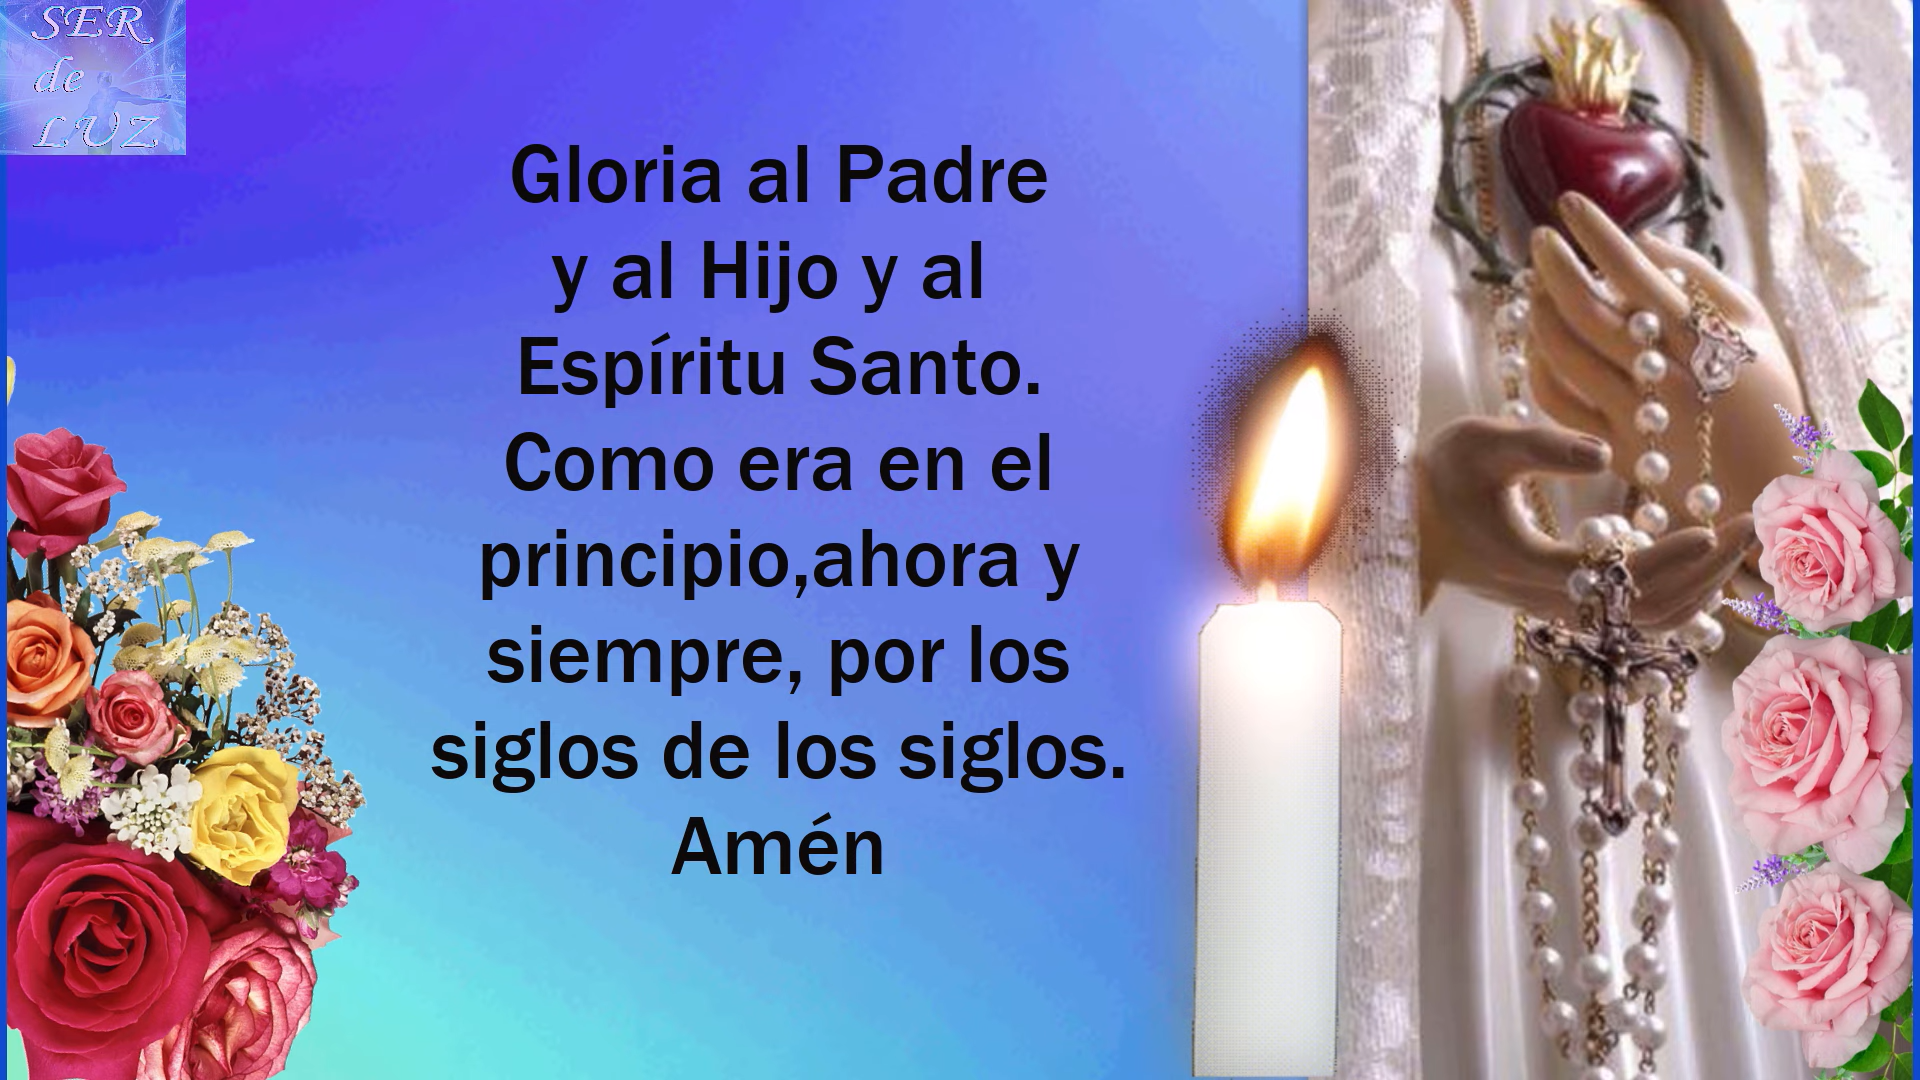 SER
de
LUZ
Gloria al Padre
y al Hijo y al
Espíritu Santo.
Como era en el
principio,ahora y
siempre, por los
siglos de los siglos.
Amén